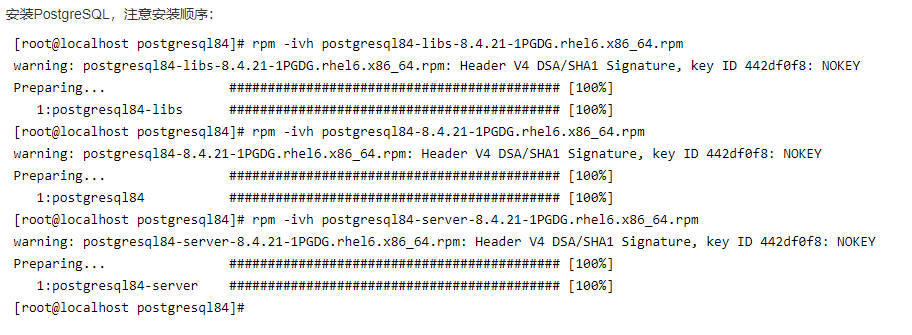 安装PostgreSQL，注意安装顺序：
[root@localhost postgresql84]# rpm -ivh postgresql84-libs-8.4.21-1PGDG.rhel6.x86_64.rpm
warning: postgresql84-libs-8.4.21-1PGDG.rhel6.x86_64.rpm: Header V4 DSA/SHA1 Signature, key ID 442df0f8: NOKEY
Preparing...                ########################################### [100%]
   1:postgresql84-libs      ########################################### [100%]
[root@localhost postgresql84]# rpm -ivh postgresql84-8.4.21-1PGDG.rhel6.x86_64.rpm
warning: postgresql84-8.4.21-1PGDG.rhel6.x86_64.rpm: Header V4 DSA/SHA1 Signature, key ID 442df0f8: NOKEY
Preparing...                ########################################### [100%]
   1:postgresql84           ########################################### [100%]
[root@localhost postgresql84]# rpm -ivh postgresql84-server-8.4.21-1PGDG.rhel6.x86_64.rpm
warning: postgresql84-server-8.4.21-1PGDG.rhel6.x86_64.rpm: Header V4 DSA/SHA1 Signature, key ID 442df0f8: NOKEY
Preparing...                ########################################### [100%]
   1:postgresql84-server    ########################################### [100%]
[root@localhost postgresql84]#